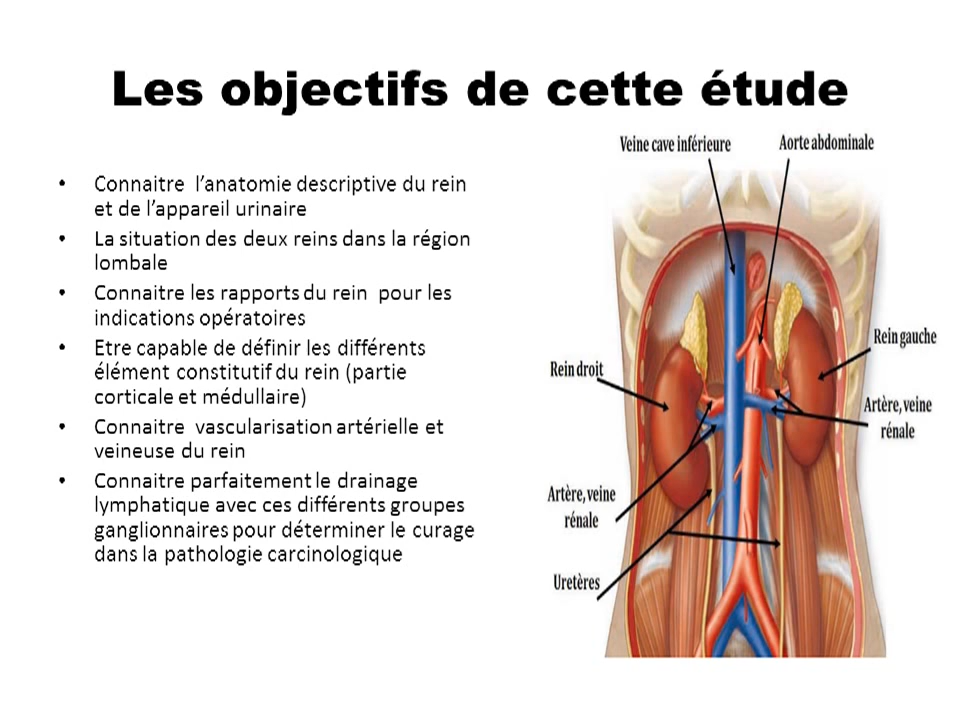 Les objectifs de cette étude
• Connaitre l’anatomie descriptive du rein
et de l’appareil urinaire
• La situation des deux reins dans la région
lombale
• Connaitre les rapports du rein pour les
indications opératoires
• Etre capable de définir les différents
élément constitutif du rein (partie
corticale et médullaire)
• Connaitre vascularisation artérielle et
veineuse du rein
• Connaitre parfaitement le drainage
lymphatique avec ces différents groupes
ganglionnaires pour déterminer le curage
dans la pathologie carcinologique
Veine cave inférieure
Aorte abdominale
Rein gauche
Rein droit
Artère, veine
rénale
Artère, veine
rénale
Uretères